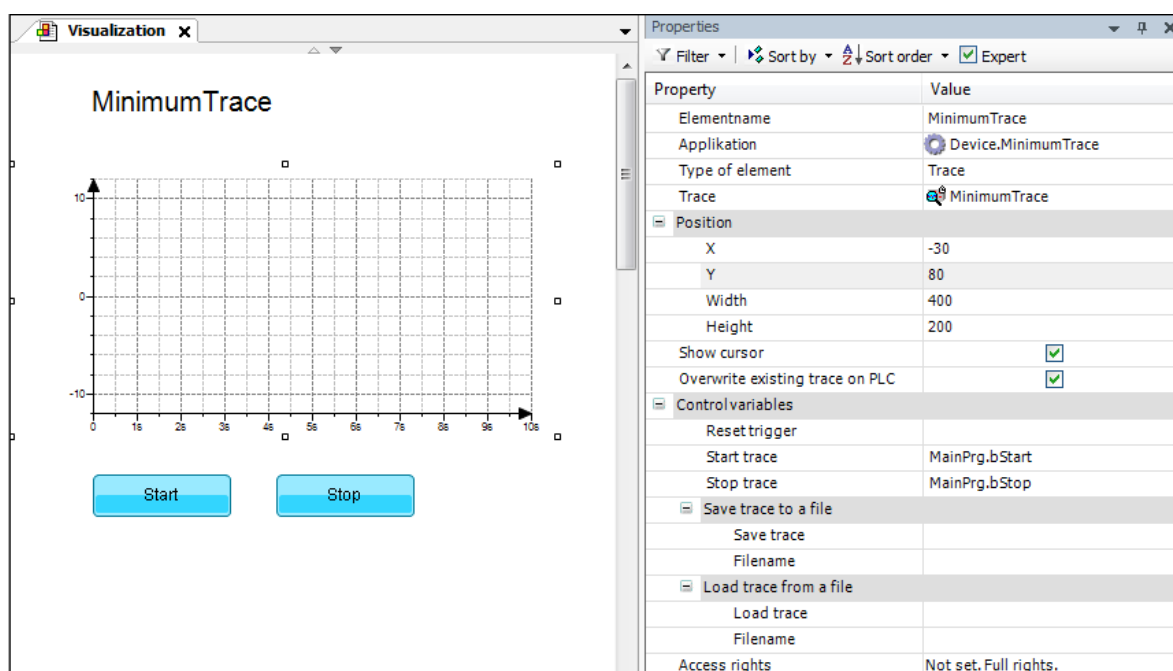 Visualization
MinimumTrace
10
0
-10
0 1s 2s 3s 4s 5s 6s 7s 8s 9s 10s
Start Stop
Properties
Filter Sort by Sort order Expert
Property Value
Elementname MinimumTrace
Applikation Device.MinimumTrace
Type of element Trace
Trace MinimumTrace
Position
X -30
Y 80
Width 400
Height 200
Show cursor
Overwrite existing trace on PLC
Controlvariables
Reset trigger
Start trace MainPrg.bStart
Stop trace MainPrg.bStop
Save trace to a file
Save trace
Filename
Load trace from a file
Load trace
Filename
Access rights Not set. Full rights.